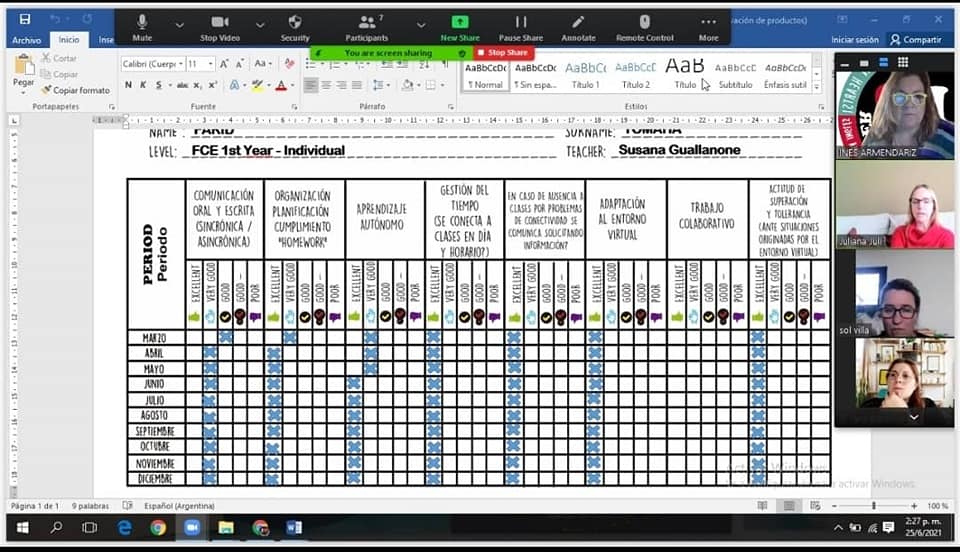 Mute
Stop Video
Security
7
Participants
New Share
Pause Share
Annotate
Remote Control
More
You are screen sharing
Stop Share
vación de productos)
Archivo
Inicio
Inse
Iniciar sesión
Compartir
Pegar
Cortar
Copiar
Copiar formato
Portapapeles
Calibri (Cuerp
11
Fuente
Párrafo
AaBbCcDc AaBbCcDc AaBbCc AaBbCcC AaB AaBbCcC AaBbCcDc
¶ Normal
¶ Sin espa...
Título 1
Título 2
Título
Subtítulo
Énfasis sutil
Estilos
NAME : FARID
SURNAME: TOMAHA
LEVEL: FCE 1st Year - Individual
TEACHER: Susana Guallanone
PERIOD
Periodo
COMUNICACIÓN
ORAL Y ESCRITA
(SINCRÓNICA /
ASINCRÓNICA)
ORGANIZACIÓN
PLANIFICACIÓN
CUMPLIMIENTO
"HOMEWORK"
APRENDIZAJE
AUTÓNOMO
GESTIÓN DEL
TIEMPO
(SE CONECTA A
CLASES EN DÍA
Y HORARIO?)
EN CASO DE AUSENCIA A
CLASES POR PROBLEMAS
DE CONECTIVIDAD SE
COMUNICA SOLICITANDO
INFORMACIÓN?
ADAPTACIÓN
AL ENTORNO
VIRTUAL
TRABAJO
COLABORATIVO
ACTITUD DE
SUPERACIÓN
Y TOLERANCIA
(ANTE SITUACIONES
ORIGINADAS POR EL
ENTORNO VIRTUAL)
EXCELLENT VERY GOOD GOOD GOOD – POOR
EXCELLENT VERY GOOD GOOD GOOD – POOR
EXCELLENT VERY GOOD GOOD GOOD – POOR
EXCELLENT VERY GOOD GOOD GOOD – POOR
EXCELLENT VERY GOOD GOOD GOOD – POOR
EXCELLENT VERY GOOD GOOD GOOD – POOR
EXCELLENT VERY GOOD GOOD GOOD – POOR
EXCELLENT VERY GOOD GOOD GOOD – POOR
MARZO
ABRIL
MAYO
JUNIO
JULIO
AGOSTO
SEPTIEMBRE
OCTUBRE
NOVIEMBRE
DICIEMBRE
INES ARMENDARIZ
Juliana Juli
sol villa
activar Windows.
Página 1 de 1
9 palabras
Español (Argentina)
100 %
2:27 p. m.
25/6/2021